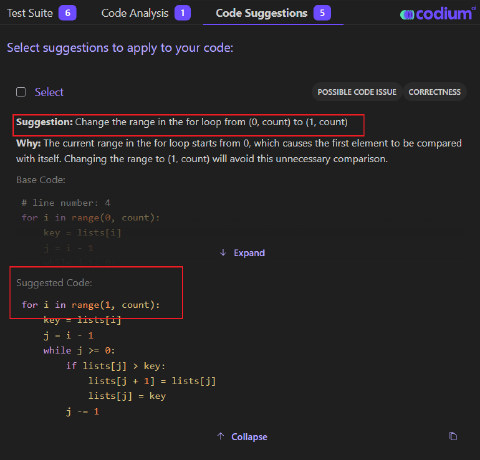 Test Suite 6 Code Analysis 1 Code Suggestions 5 codium ai
Select suggestions to apply to your code:
Select POSSIBLE CODE ISSUE CORRECTNESS
Suggestion: Change the range in the for loop from (0, count) to (1, count)
Why: The current range in the for loop starts from 0, which causes the first element to be compared
with itself. Changing the range to (1, count) will avoid this unnecessary comparison.
Base Code:
# line number: 4
for i in range(0, count):
key = lists[i]
j = i - 1
↓ Expand
Suggested Code:
for i in range(1, count):
key = lists[i]
j = i - 1
while j >= 0:
if lists[j] > key:
lists[j + 1] = lists[j]
lists[j] = key
j -= 1
↑ Collapse